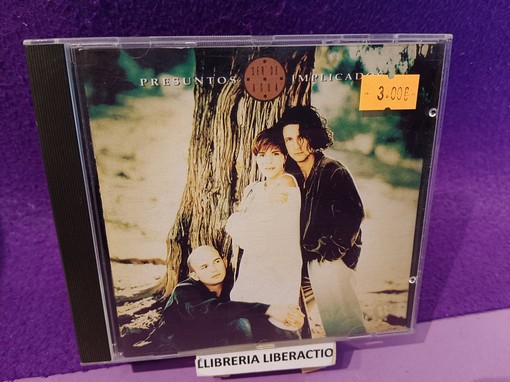 PRESUNTOS IMPLICADOS
SER DE
AGUA
3.00€
LLIBRERIA LIBERACTIO